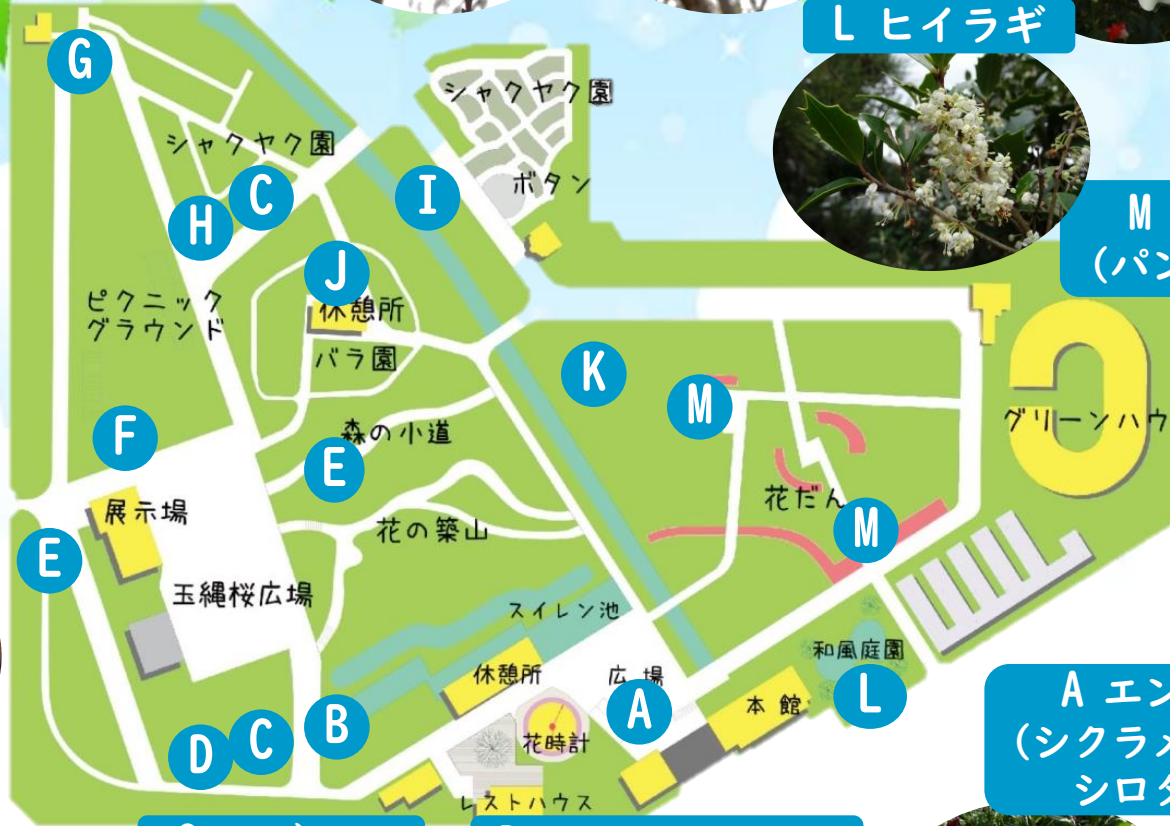 L ヒイラギ
G
シャクヤク園
シャクヤク園
I
ボタン
C
H
M
(パン
J
休憩所
ピクニック
グラウンド
バラ園
K
M
グリーンハウ
F
森の小道
E
展示場
花の築山
花だん
M
E
玉縄桜広場
スイレン池
和風庭園
休憩所
広場
A
本館
L
B
D
C
花時計
レストハウス
A エン
(シクラメ
シロタ